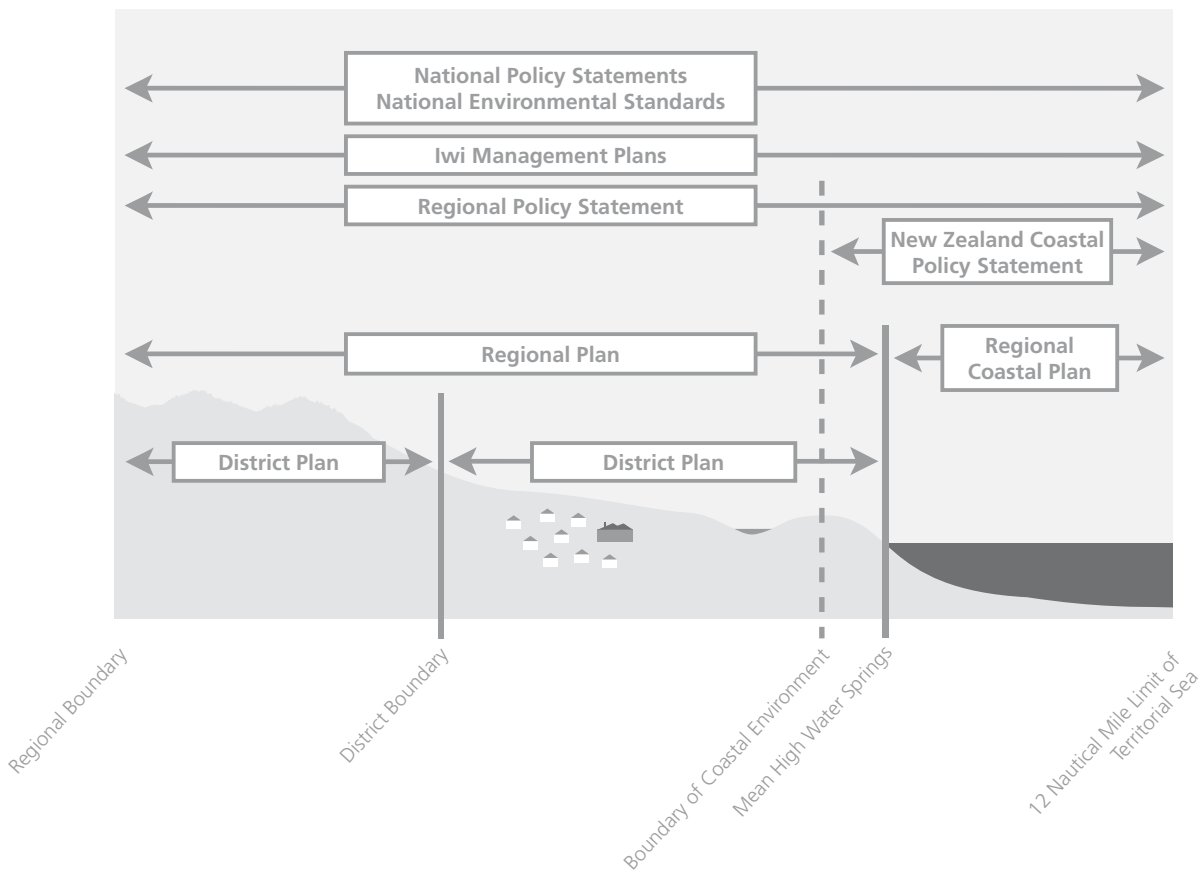 National Policy Statements
National Environmental Standards
Iwi Management Plans
Regional Policy Statement
New Zealand Coastal
Policy Statement
Regional Plan
Regional
Coastal Plan
District Plan
District Plan
Regional Boundary
District Boundary
Boundary of Coastal Environment
Mean High Water Springs
12 Nautical Mile Limit of
Territorial Sea